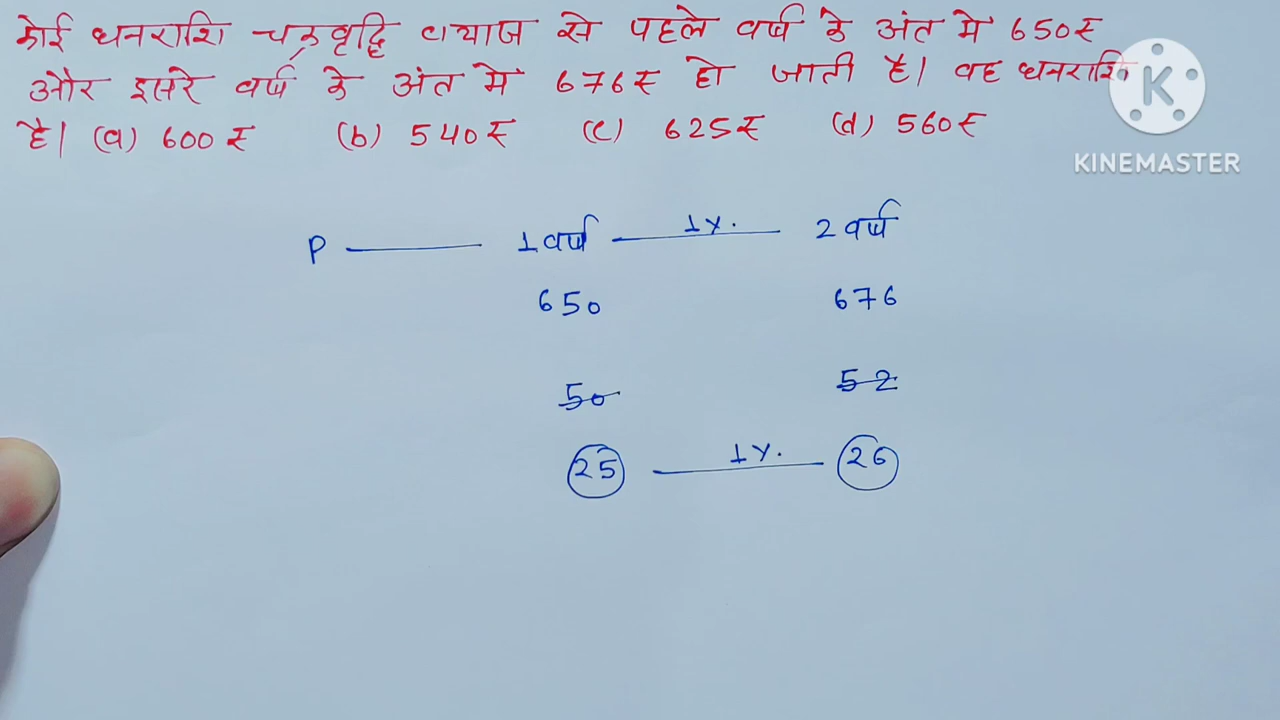 कोई धनराशि चक्रवृद्धि ब्याज से पहले वर्ष के अंत मे 650₹
और दुसरे वर्ष के अंत मे 676₹ हो जाती है। वह धनराशि
है। (a) 600₹ (b) 540₹ (c) 625₹ (d) 560₹
K
KINEMASTER
P 1वर्ष 1y. 2वर्ष
650 676
50 52
25 1y. 26